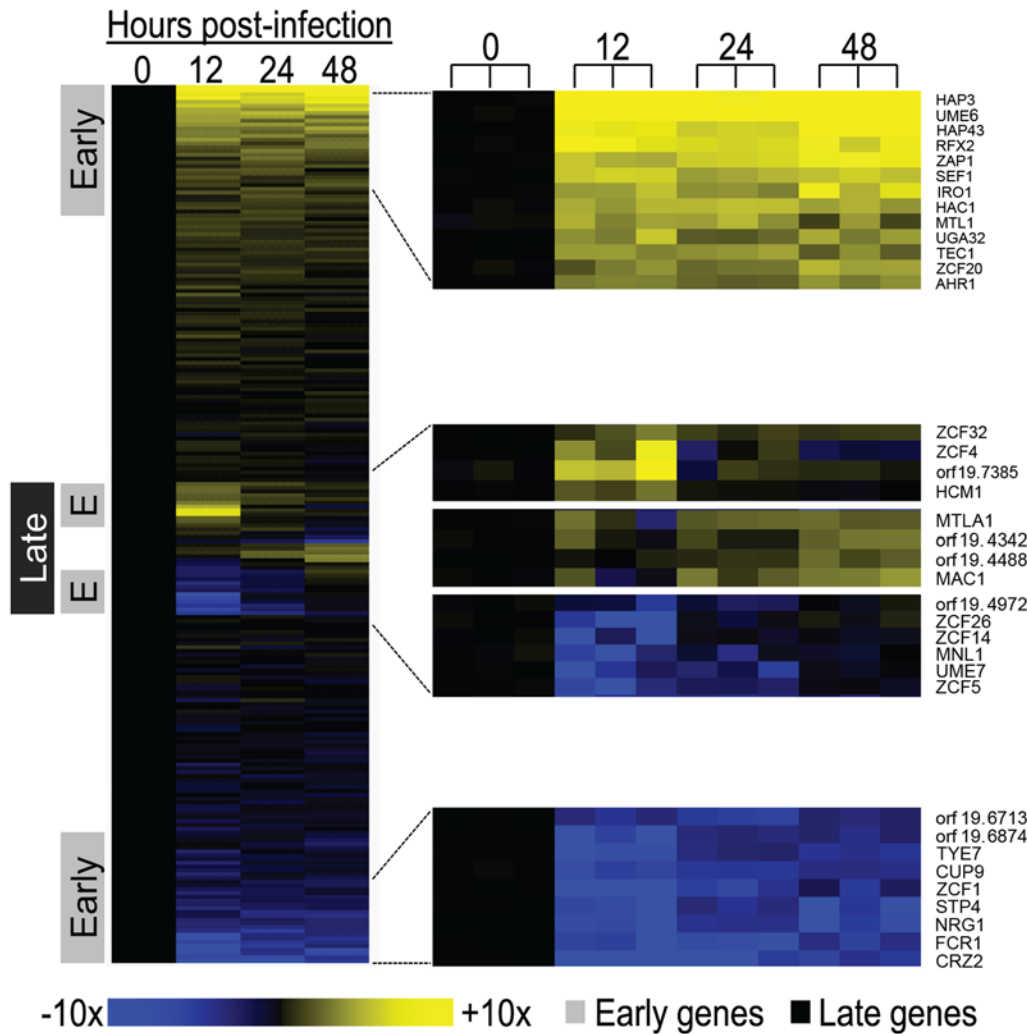 Hours post-infection
0 12 24 48
0 12 24 48
Early
HAP3
UME6
HAP43
RFX2
ZAP1
SEF1
IRO1
HAC1
MTL1
UGA32
TEC1
ZCF20
AHR1
Late
E
E
ZCF32
ZCF4
orf19.7385
HCM1
MTLA1
orf19.4342
orf19.4488
MAC1
orf19.4972
ZCF26
ZCF14
MNL1
UME7
ZCF5
Early
orf19.6713
orf19.6874
TYE7
CUP9
ZCF1
STP4
NRG1
FCR1
CRZ2
-10x +10x Early genes Late genes